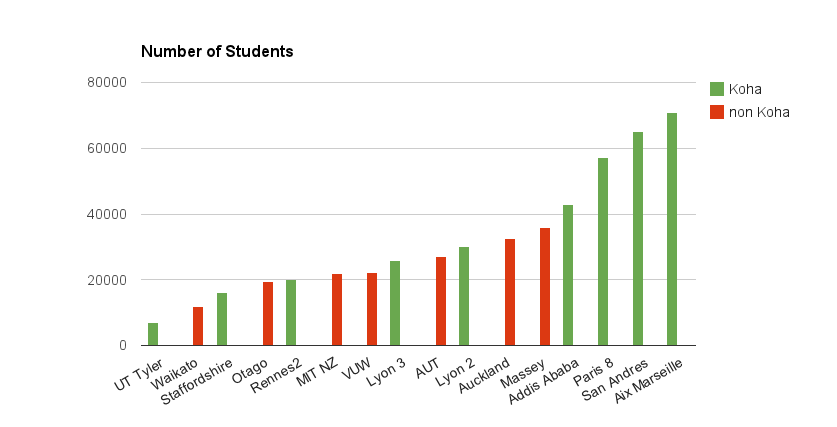 Number of Students
80000
60000
40000
20000
0
Koha
non Koha
UT Tyler
Waikato
Staffordshire
Otago
Rennes2
MIT NZ
VUW
Lyon 3
AUT
Lyon 2
Auckland
Massey
Addis Ababa
Paris 8
San Andres
Aix Marseille